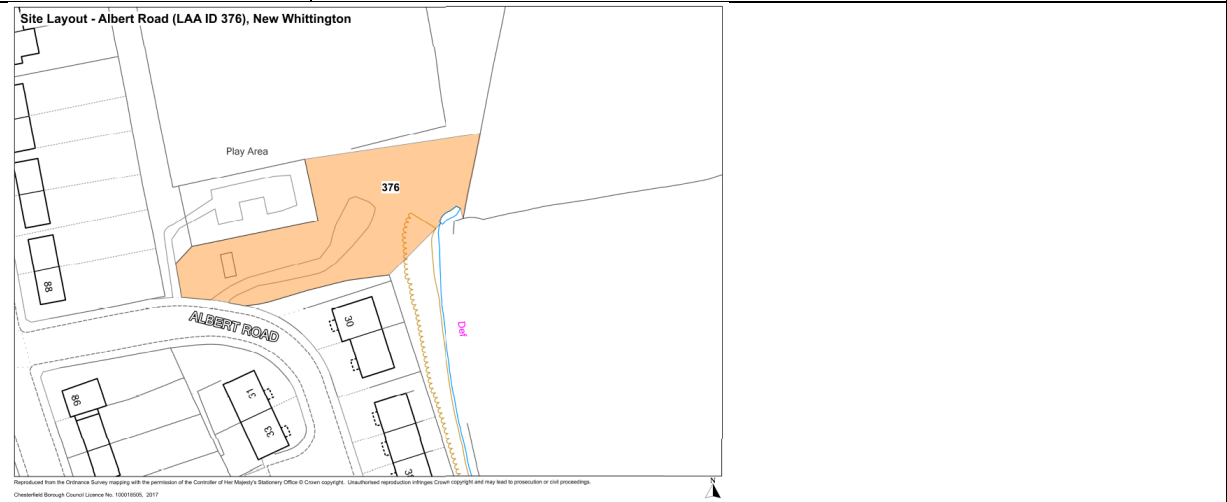 Site Layout - Albert Road (LAA ID 376), New Whittington
Play Area
376
88
ALBERT ROAD
30
Def
86
31
33
N
Reproduced from the Ordnance Survey mapping with the permission of the Controller of Her Majesty's Stationery Office © Crown copyright. Unauthorised reproduction infringes Crown copyright and may lead to prosecution or civil proceedings.
Chesterfield Borough Council Licence No. 100018505, 2017